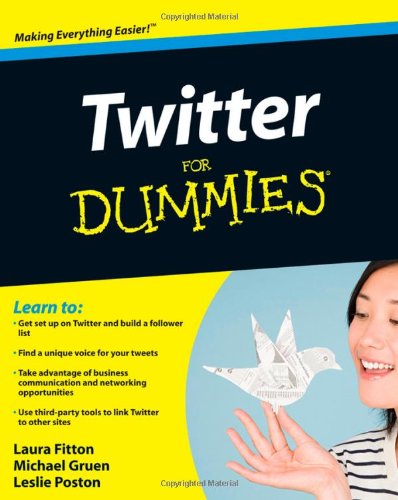 Making Everything Easier!™
Twitter
FOR
DUMMIES®
Learn to:
• Get set up on Twitter and build a follower
list
• Find a unique voice for your tweets
• Take advantage of business
communication and networking
opportunities
• Use third-party tools to link Twitter
to other sites
Laura Fitton
Michael Gruen
Leslie Poston